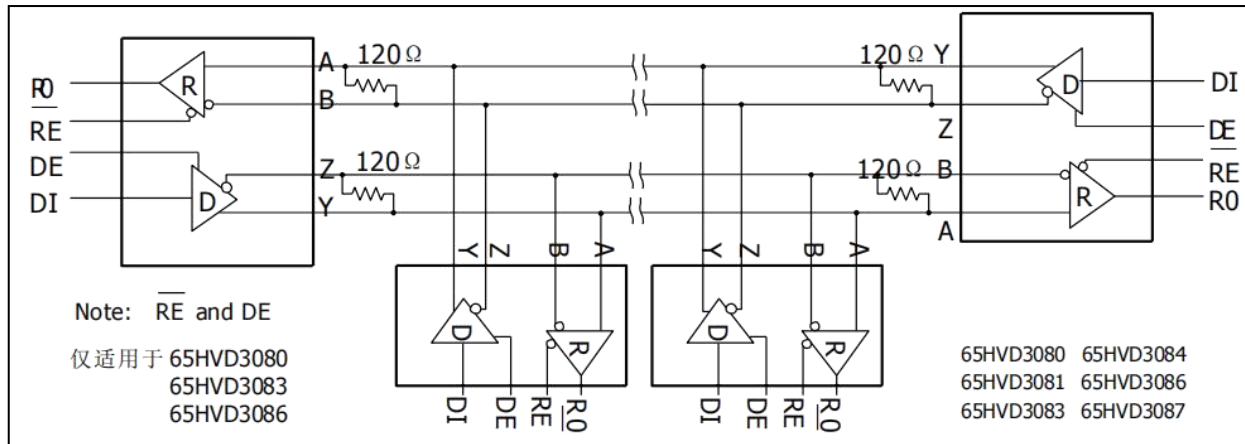 120Ω
120Ω
A
Y
R
D
R0
DI
B
RE
Z
DE
DE
120Ω
120Ω
Z
B
RE
DI
D
Y
R
R0
A
Y Z B A
Y Z B A
Note: RE and DE
D R
D R
仅适用于 65HVD3080
65HVD3083
65HVD3086
65HVD3080 65HVD3084
65HVD3081 65HVD3086
65HVD3083 65HVD3087
DI DE RE R0
DI DE RE R0